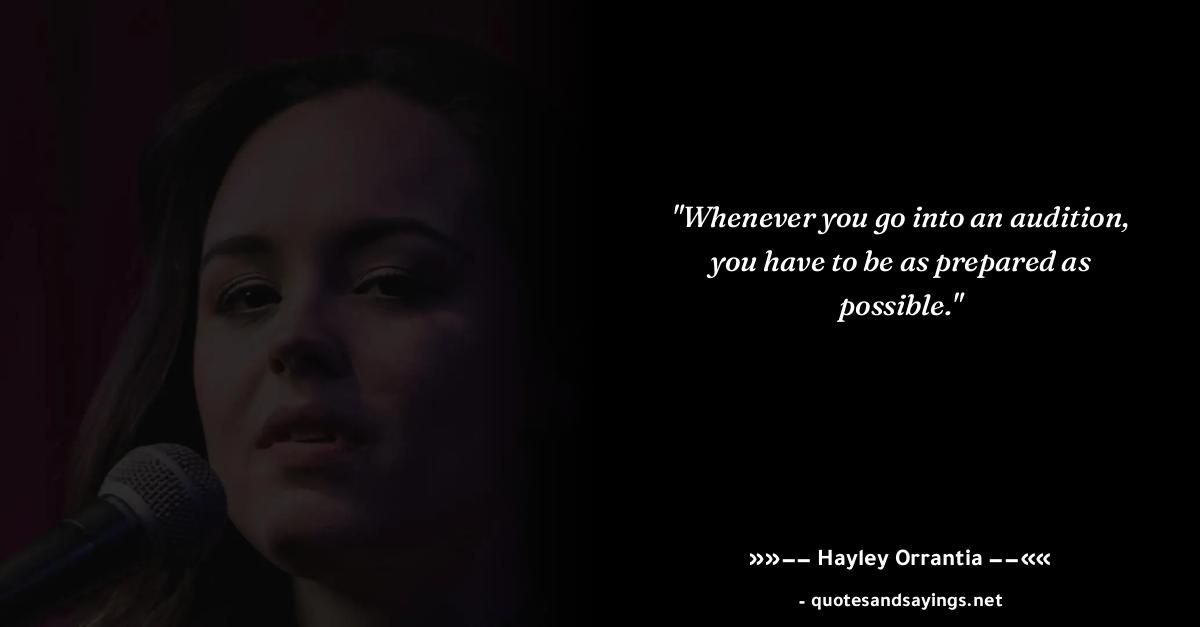 "Whenever you go into an audition,
you have to be as prepared as
possible."
»»−− Hayley Orrantia −−««
- quotesandsayings.net